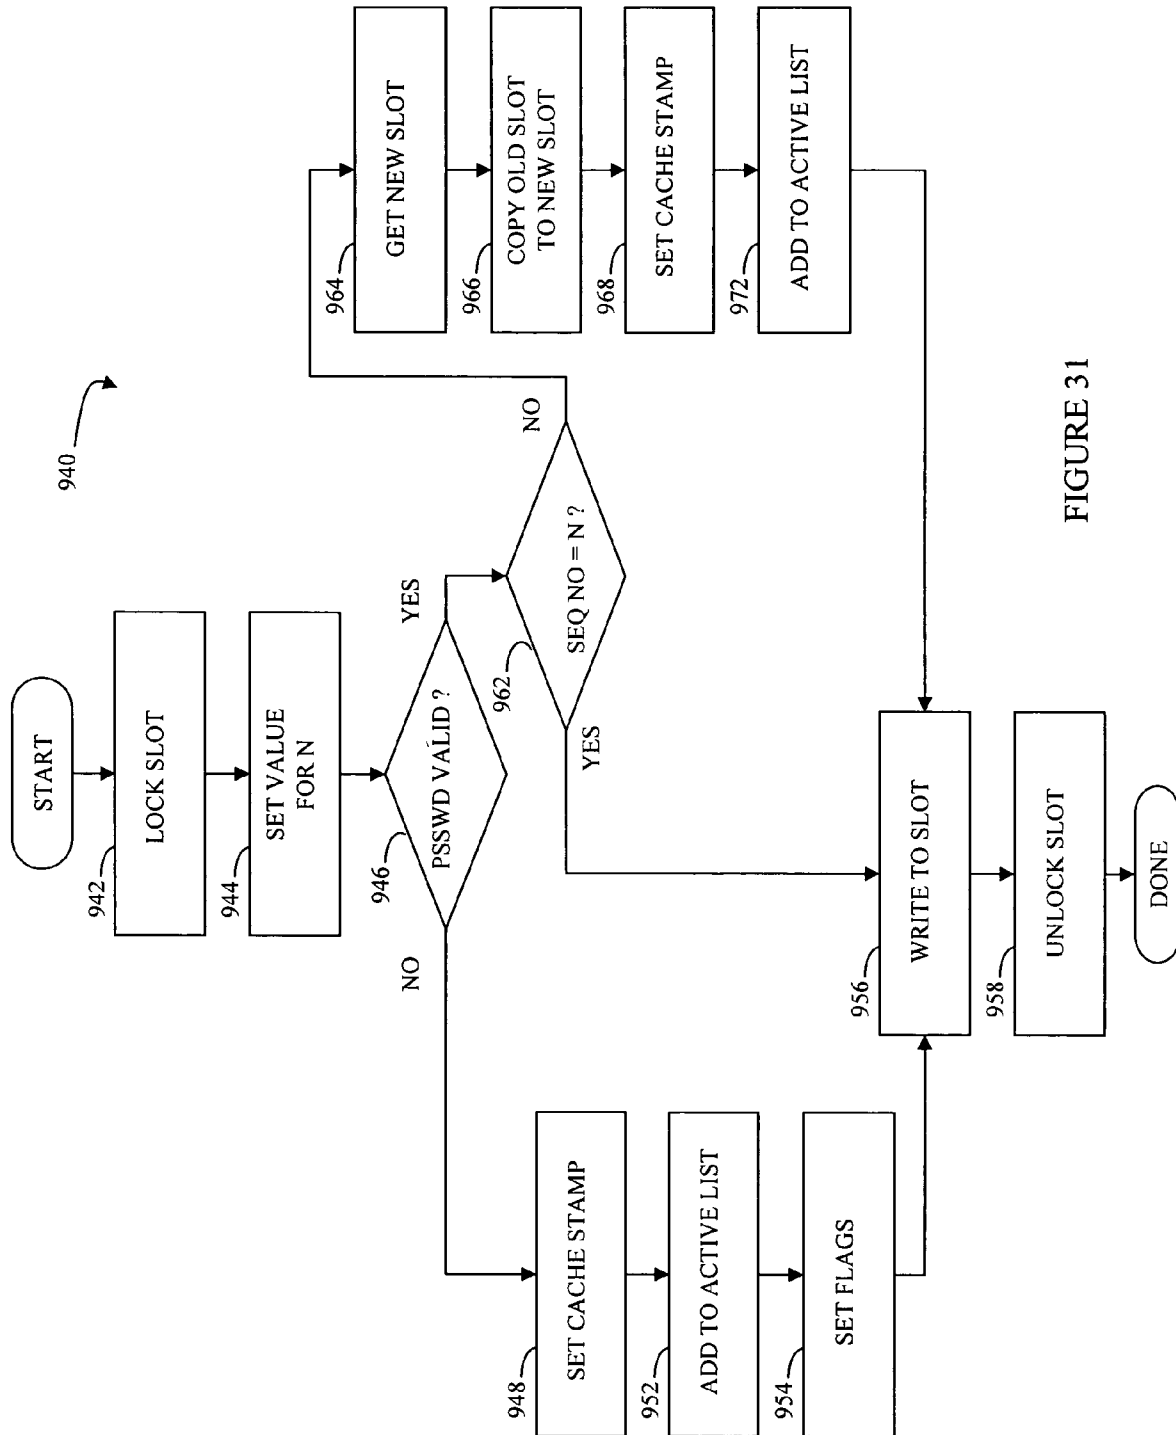 940
START
942
LOCK SLOT
944
SET VALUE
FOR N
946
PSSWD VALID ?
NO
YES
948
SET CACHE STAMP
952
ADD TO ACTIVE LIST
954
SET FLAGS
962
SEQ NO = N ?
YES
NO
964
GET NEW SLOT
966
COPY OLD SLOT
TO NEW SLOT
968
SET CACHE STAMP
972
ADD TO ACTIVE LIST
956
WRITE TO SLOT
958
UNLOCK SLOT
DONE
FIGURE 31